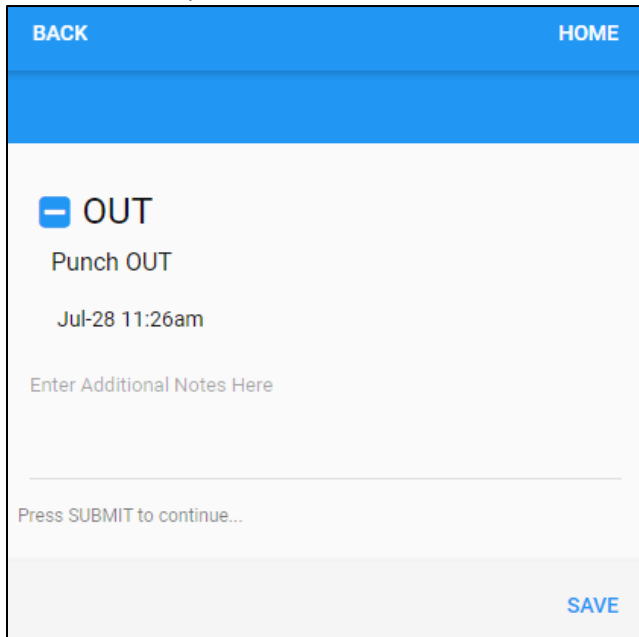 BACK HOME
OUT
Punch OUT
Jul-28 11:26am
Enter Additional Notes Here
Press SUBMIT to continue...
SAVE